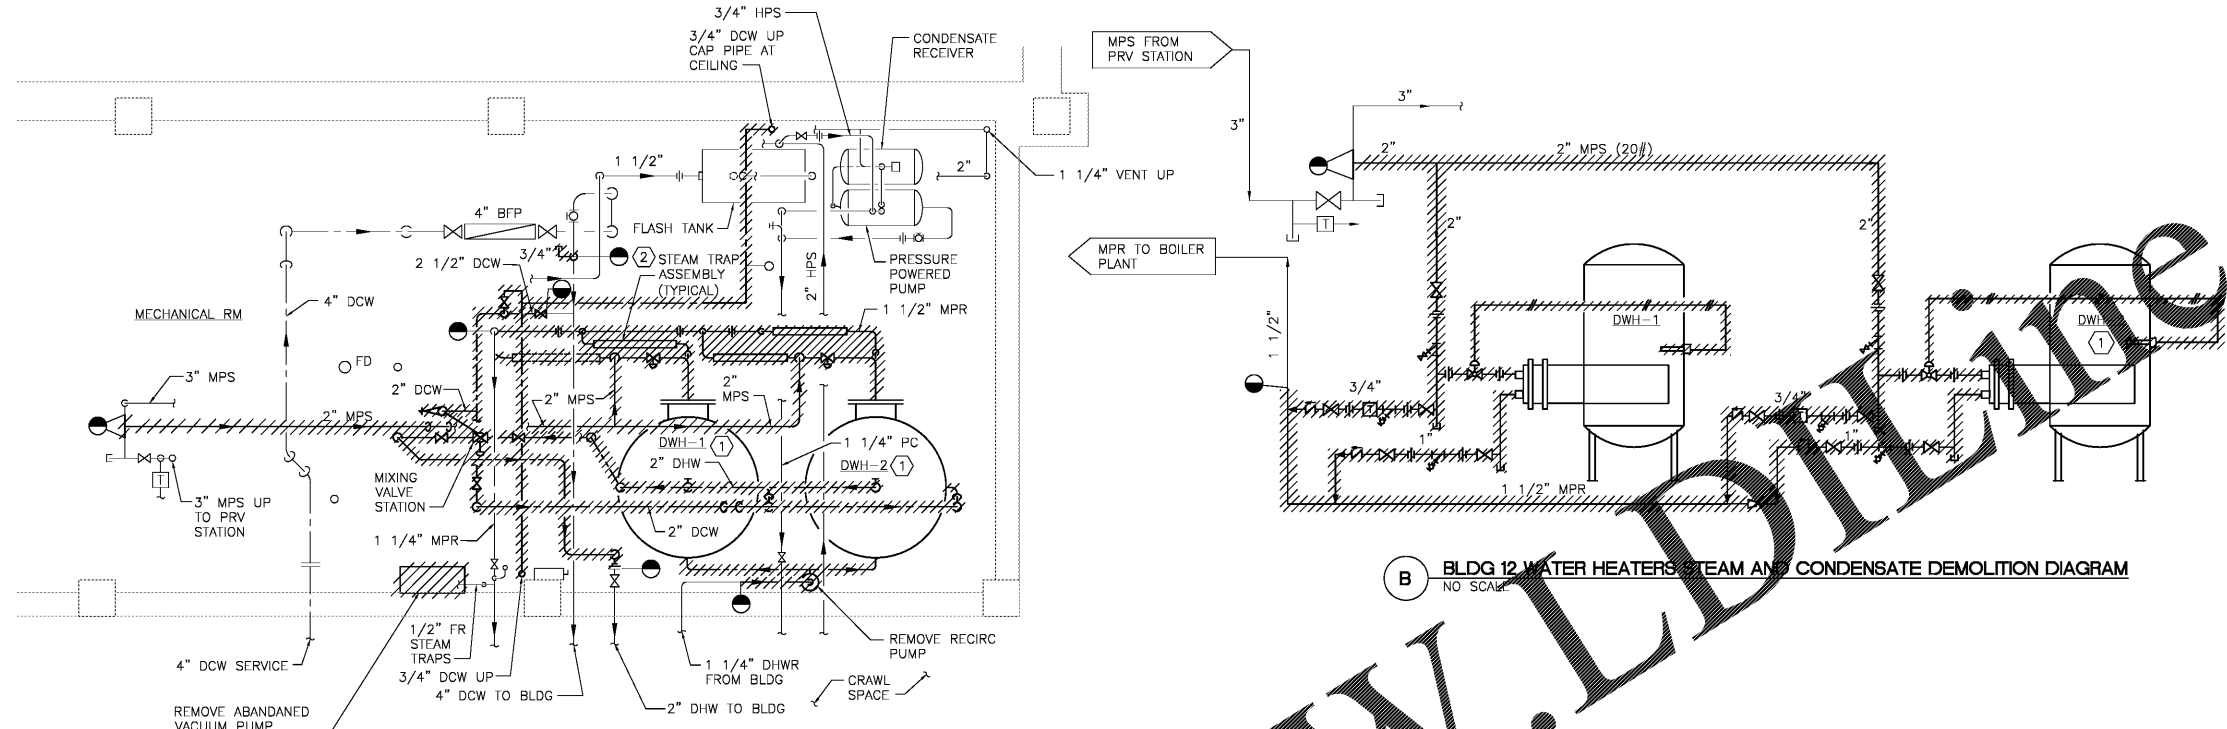 3/4" HPS
3/4" DCW UP
CAP PIPE AT
CEILING
CONDENSATE
RECEIVER
1 1/2"
4" BFP
FLASH TANK
2"
1 1/4" VENT UP
3/4"
2
STEAM TRAP
ASSEMBLY
(TYPICAL)
2 1/2" DCW
2" HPS
PRESSURE
POWERED
PUMP
4" DCW
1 1/2" MPR
MECHANICAL RM
FD
3" MPS
2" DCW
2" MPS
2" MPS
2"
MPS
DWH-1
1
1 1/4" PC
DWH-2
1
2" DHW
MIXING
VALVE
STATION
3" MPS UP
TO PRV
STATION
T
2" DCW
1 1/4" MPR
1/2" FR
STEAM
TRAPS
3/4" DCW UP
4" DCW SERVICE
4" DCW TO BLDG
2" DHW TO BLDG
1 1/4" DHWR
FROM BLDG
REMOVE RECIRC
PUMP
CRAWL
SPACE
REMOVE ABANDANED
VACUUM PUMP
MPS FROM
PRV STATION
3"
3"
2"
2" MPS (20#)
T
MPR TO BOILER
PLANT
2"
2"
1 1/2"
DWH-1
DWH-
1
3/4"
T
1"
3/4"
1"
1 1/2" MPR
B
BLDG 12 WATER HEATERS STEAM AND CONDENSATE DEMOLITION DIAGRAM
NO SCALE
V.LDILine